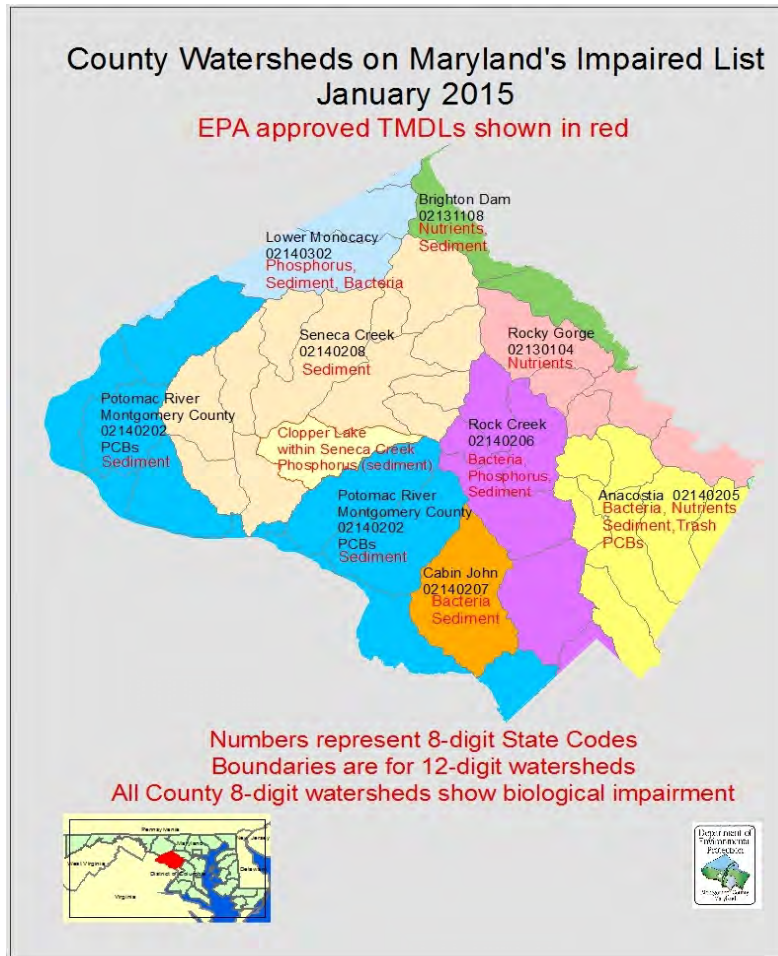 County Watersheds on Maryland's Impaired List
January 2015
EPA approved TMDLs shown in red
Brighton Dam
02131108
Nutrients,
Sediment
Lower Monocacy
02140302
Phosphorus,
Sediment, Bacteria
Seneca Creek
02140208
Sediment
Rocky Gorge
02130104
Nutrients
Potomac River
Montgomery County
02140202
PCBs
Sediment
Clopper Lake
within Seneca Creek
Phosphorus (sediment)
Rock Creek
02140206
Bacteria
Phosphorus,
Sediment
Potomac River
Montgomery County
02140202
PCBs
Sediment
Anacostia 02140205
Bacteria, Nutrients
Sediment,Trash
PCBs
Cabin John
02140207
Bacteria
Sediment
Numbers represent 8-digit State Codes
Boundaries are for 12-digit watersheds
All County 8-digit watersheds show biological impairment
Pennsylvania
New Jersey
Maryland
West Virginia
Delaware
District of Columbia
Virginia
Department of
Environmental
Protection
Montgomery County
Maryland